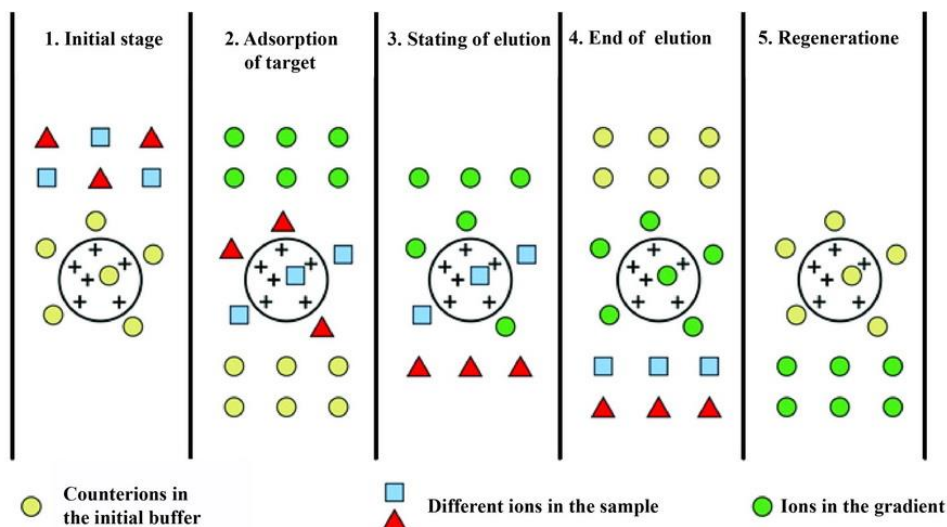 1. Initial stage
2. Adsorption
of target
3. Stating of elution
4. End of elution
5. Regeneratione
Counterions in
the initial buffer
Different ions in the sample
Ions in the gradient